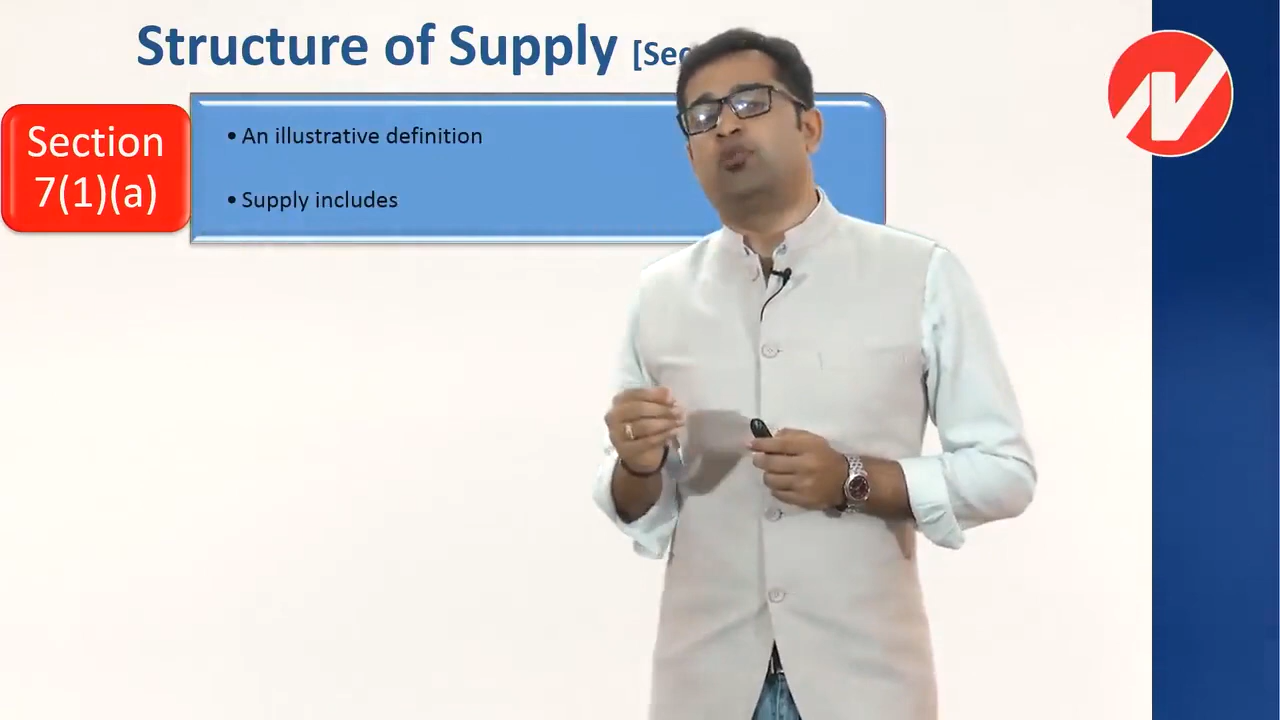 Structure of Supply [Sec
Section
7(1)(a)
• An illustrative definition
• Supply includes